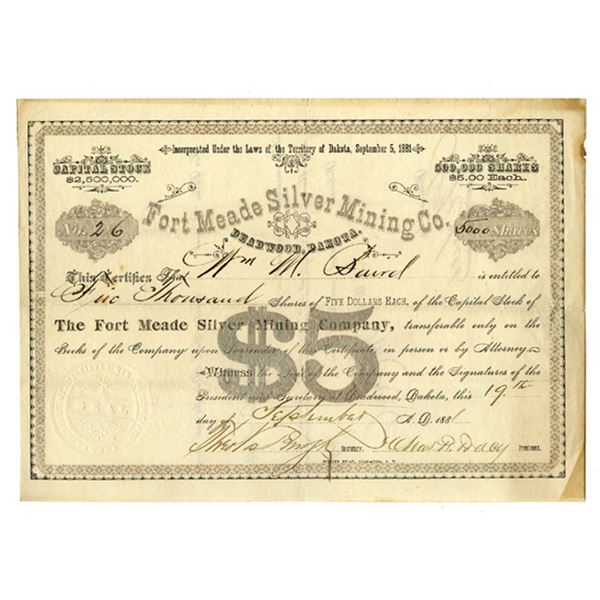 Incorporated Under the Laws of the Territory of Dakota, September 5, 1881
CAPITAL STOCK
$2,500,000.
500,000 SHARES
$5.00 Each.
Fort Meade Silver Mining Co.
DEADWOOD, DAKOTA.
No. 26
5000 Shares
This Certifies That Wm M. Baird is entitled to
Five Thousand Shares of FIVE DOLLARS EACH, of the Capital Stock of
The Fort Meade Silver Mining Company, transferable only on the
Books of the Company upon Surrender of this Certificate, in person or by Attorney
Witness the Seal of the Company and the Signatures of the
President and Secretary at Deadwood, Dakota, this 19th
day of September A. D. 1881
$5
Secretary.
President.